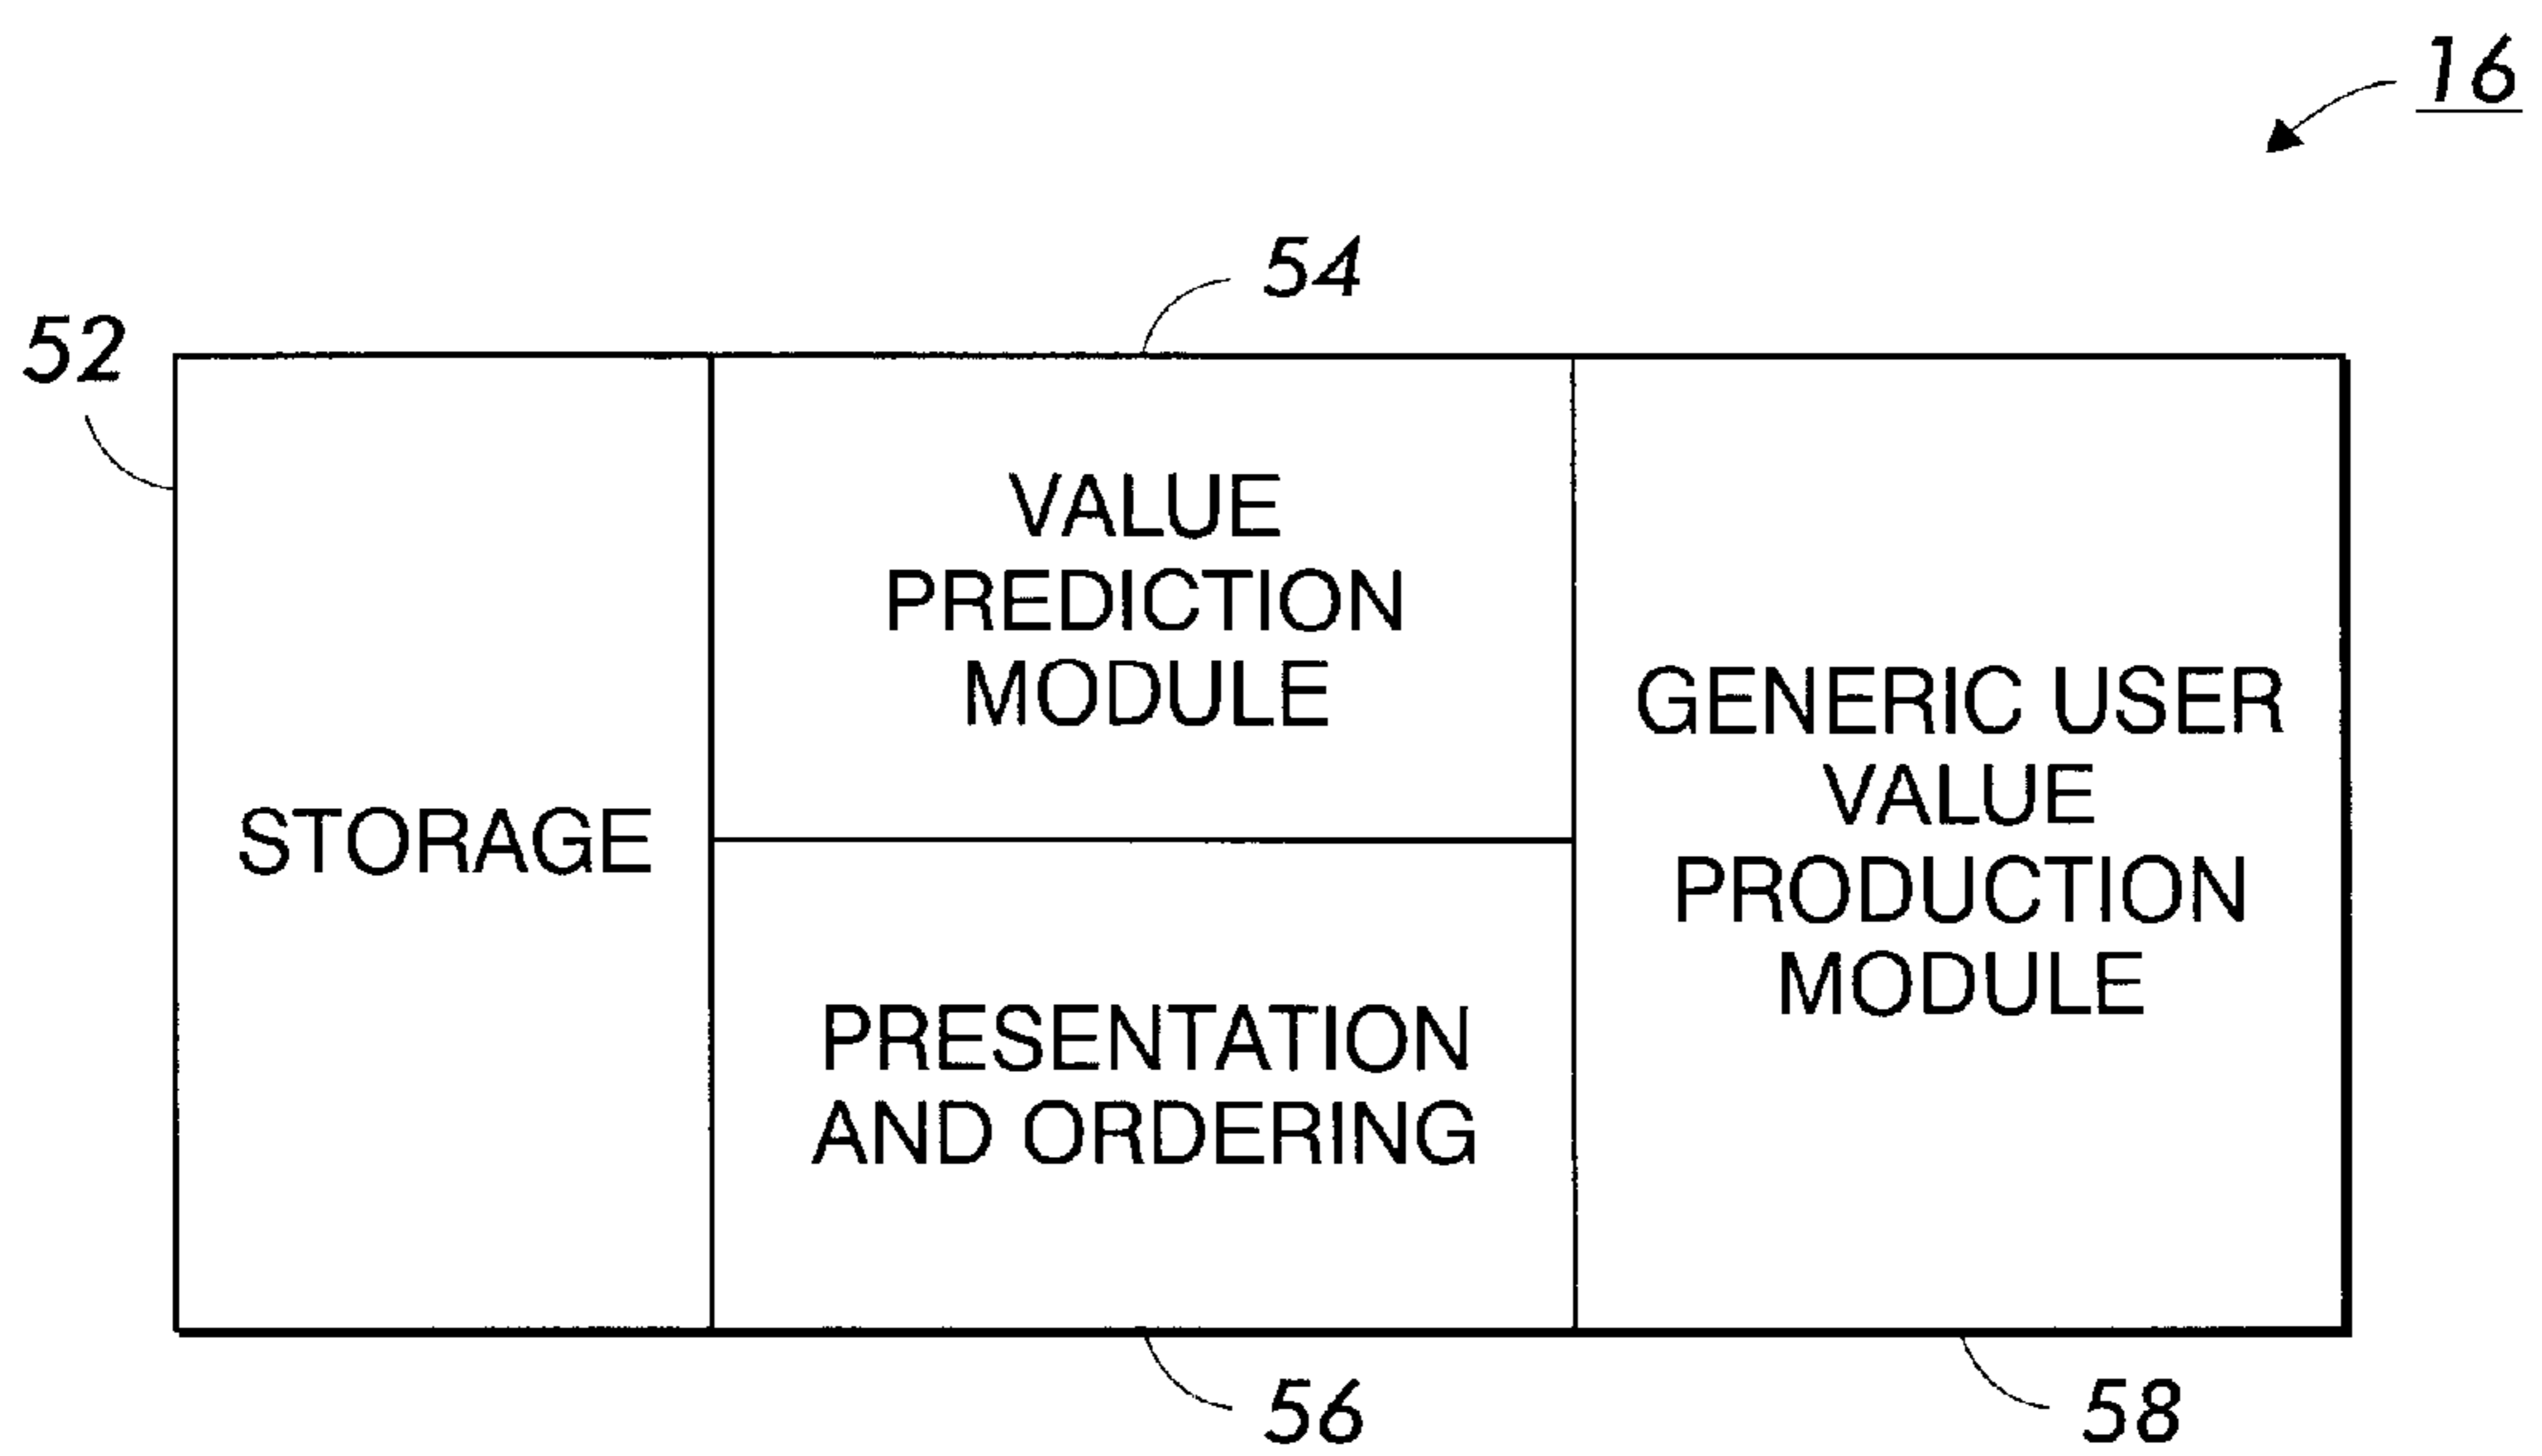 16
54
52
VALUE
PREDICTION
MODULE
STORAGE
PRESENTATION
AND ORDERING
GENERIC USER
VALUE
PRODUCTION
MODULE
56
58